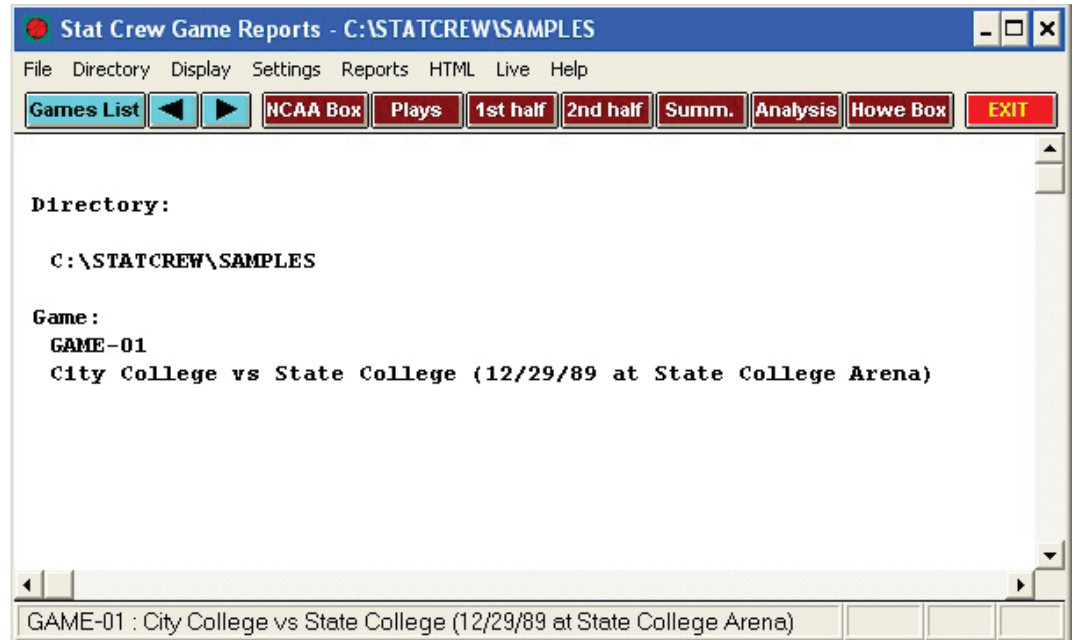 Stat Crew Game Reports - C:\STATCREW\SAMPLES
File Directory Display Settings Reports HTML Live Help
Games List NCAA Box Plays 1st half 2nd half Summ. Analysis Howe Box EXIT
Directory:
C:\STATCREW\SAMPLES
Game:
GAME-01
City College vs State College (12/29/89 at State College Arena)
GAME-01 : City College vs State College (12/29/89 at State College Arena)